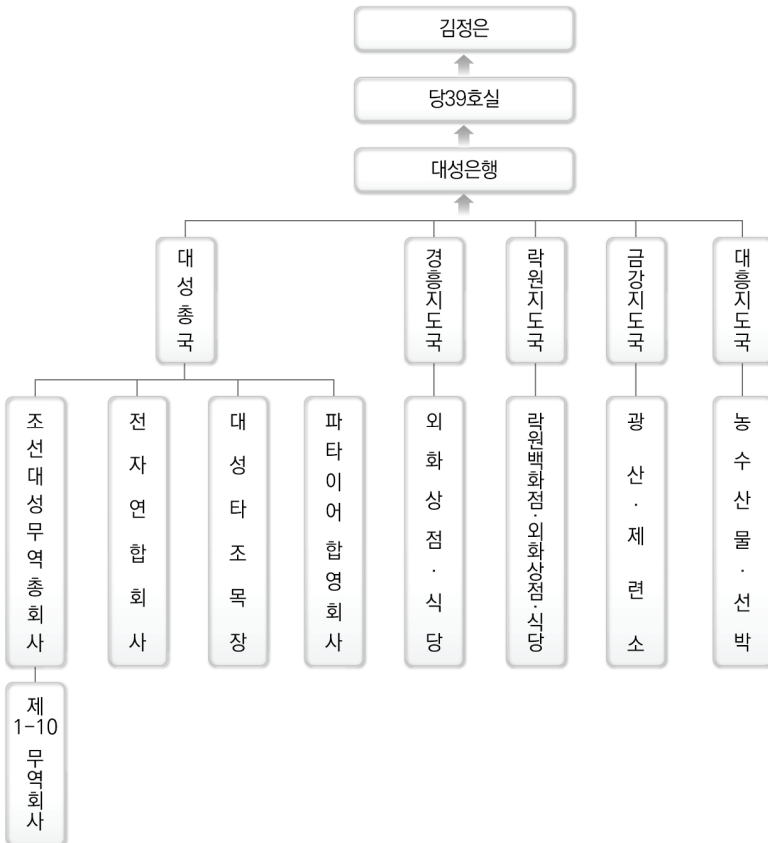 김정은
당39호실
대성은행
대성총국
경흥지도국
락원지도국
금강지도국
대흥지도국
조선대성무역총회사
전자연합회사
대성타조목장
파타이어 합영회사
외화상점·식당
락원백화점·외화상점·식당
광산·제련소
농수산물·선박
제
1-10
무역회사